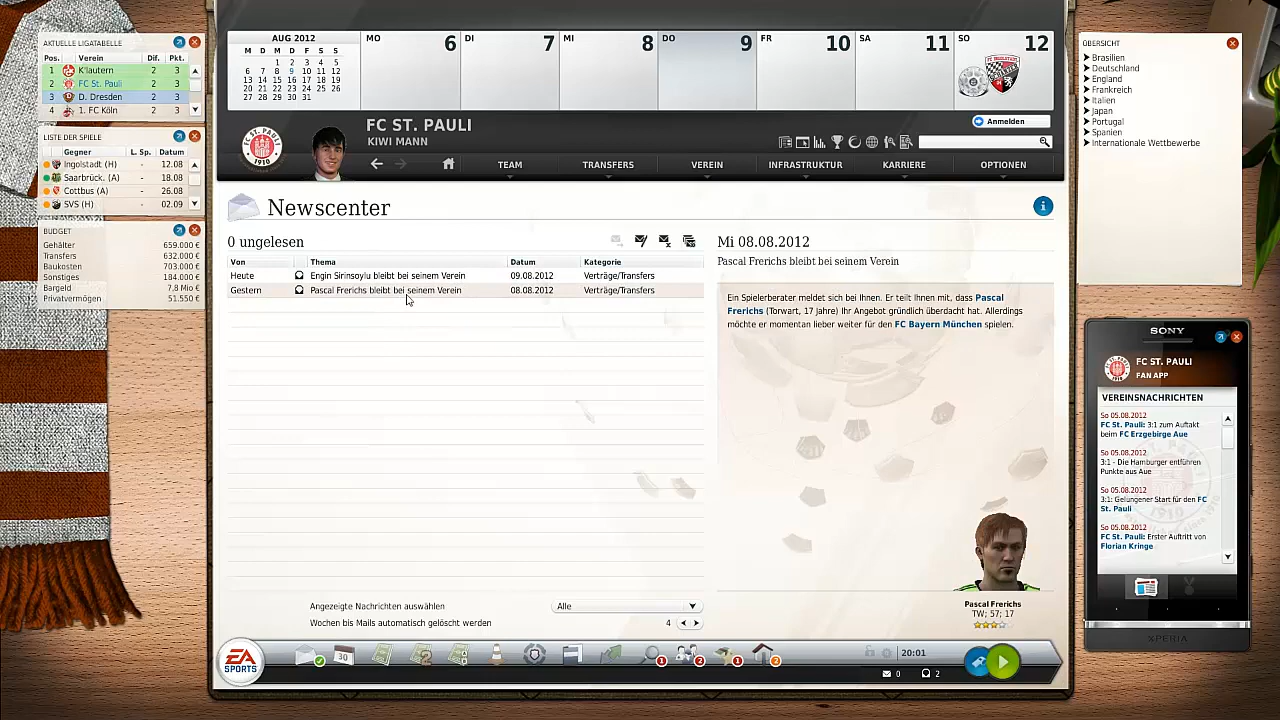 AKTUELLE LIGATABELLE
Pos. Verein Dif. Pkt.
1 K'lautern 2 3
2 FC St. Pauli 2 3
3 D. Dresden 2 3
4 1. FC Köln 2 3
LISTE DER SPIELE
Gegner L. Sp. Datum
Ingolstadt (H) - 12.08
Saarbrück. (A) - 18.08
Cottbus (A) - 26.08
SVS (H) - 02.09
BUDGET
Gehälter 659.000 €
Transfers 632.000 €
Baukosten 703.000 €
Sonstiges 184.000 €
Bargeld 7,8 Mio €
Privatvermögen 51.550 €
AUG 2012
M D M D F S S
1 2 3 4 5
6 7 8 9 10 11 12
13 14 15 16 17 18 19
20 21 22 23 24 25 26
27 28 29 30 31
MO 6
DI 7
MI 8
DO 9
FR 10
SA 11
SO 12
FC ST. PAULI
KIWI MANN
Anmelden
TEAM TRANSFERS VEREIN INFRASTRUKTUR KARRIERE OPTIONEN
Newscenter
0 ungelesen
Von Thema Datum Kategorie
Heute Engin Sirinsoylu bleibt bei seinem Verein 09.08.2012 Verträge/Transfers
Gestern Pascal Frerichs bleibt bei seinem Verein 08.08.2012 Verträge/Transfers
Mi 08.08.2012
Pascal Frerichs bleibt bei seinem Verein
Ein Spielerberater meldet sich bei Ihnen. Er teilt Ihnen mit, dass Pascal
Frerichs (Torwart, 17 Jahre) Ihr Angebot gründlich überdacht hat. Allerdings
möchte er momentan lieber weiter für den FC Bayern München spielen.
Pascal Frerichs
TW; 57; 17
Angezeigte Nachrichten auswählen Alle
Wochen bis Mails automatisch gelöscht werden 4
EA
SPORTS
30
2
1
2
1
2
20:01
0 2
ÜBERSICHT
Brasilien
Deutschland
England
Frankreich
Italien
Japan
Portugal
Spanien
Internationale Wettbewerbe
SONY
FC ST. PAULI
FAN APP
VEREINSNACHRICHTEN
So 05.08.2012
FC St. Pauli: 3:1 zum Auftakt
beim FC Erzgebirge Aue
So 05.08.2012
3:1 - Die Hamburger entführen
Punkte aus Aue
So 05.08.2012
3:1: Gelungener Start für den FC
St. Pauli
So 05.08.2012
FC St. Pauli: Erster Auftritt von
Florian Kringe
XPERIA